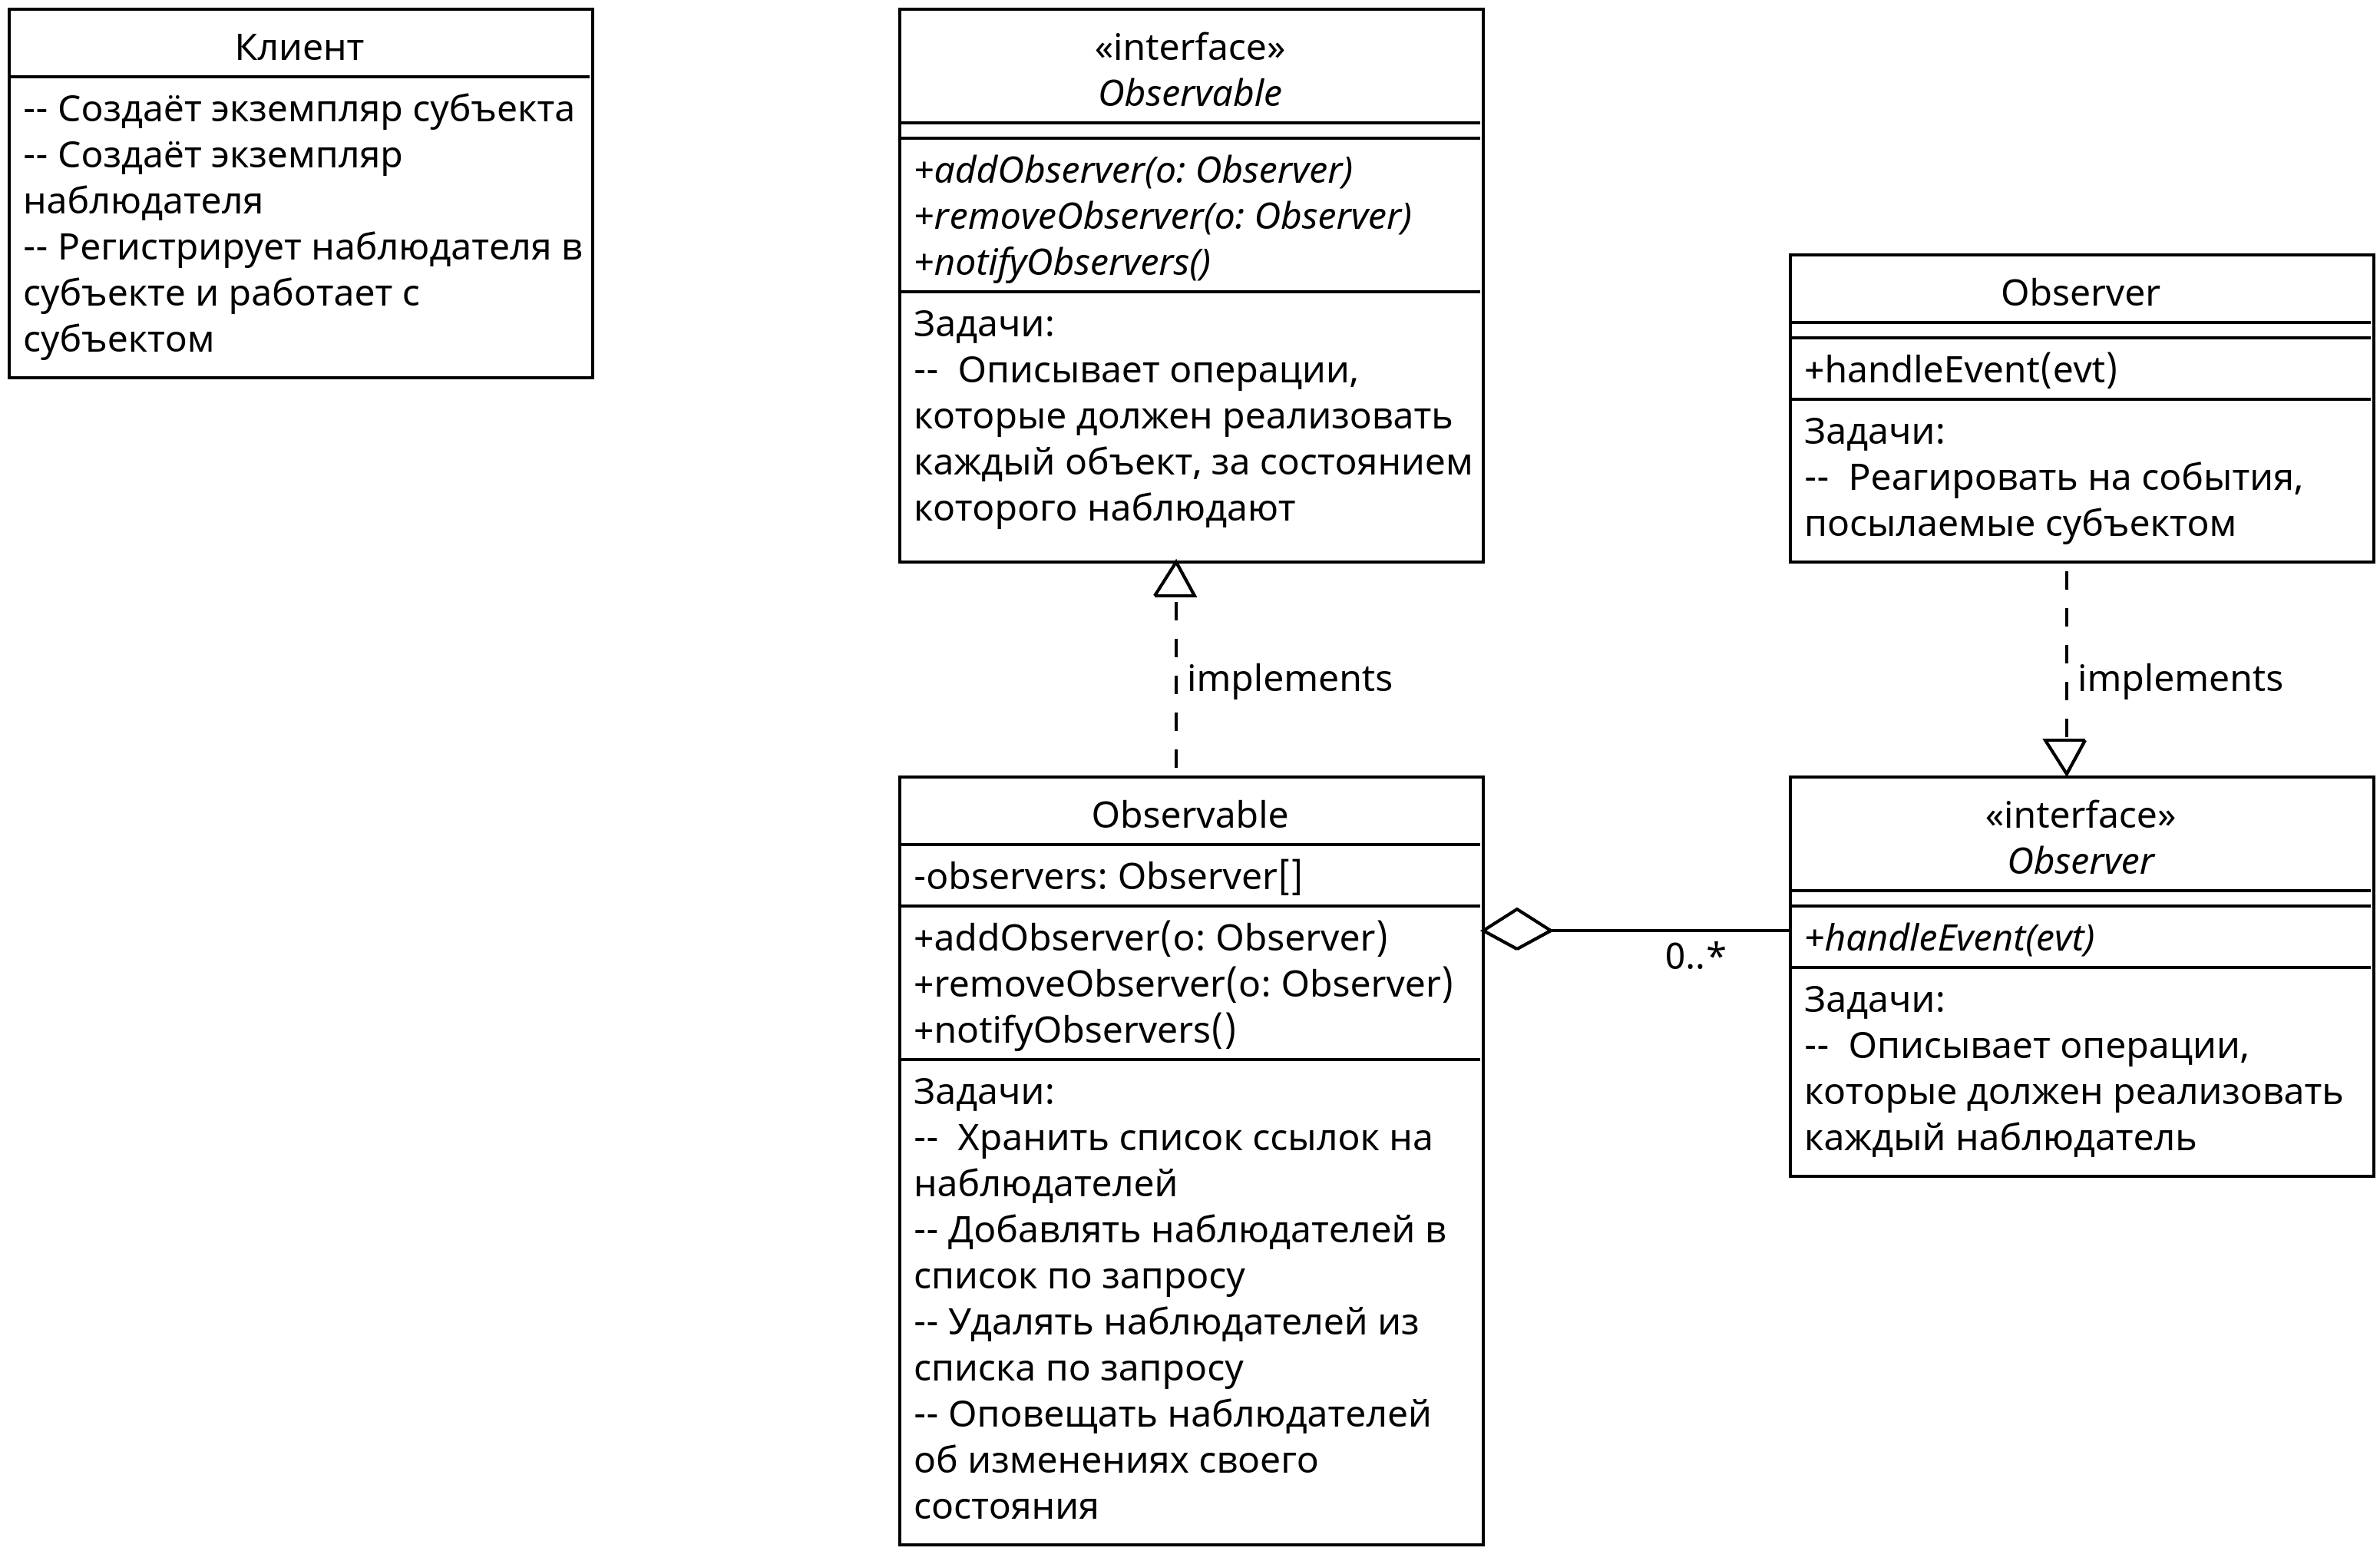 Клиент
-- Создаёт экземпляр субъекта
-- Создаёт экземпляр
наблюдателя
-- Регистрирует наблюдателя в
субъекте и работает с
субъектом
«interface»
Observable
+addObserver(o: Observer)
+removeObserver(o: Observer)
+notifyObservers()
Задачи:
--  Описывает операции,
которые должен реализовать
каждый объект, за состоянием
которого наблюдают
Observer
+handleEvent(evt)
Задачи:
--  Реагировать на события,
посылаемые субъектом
implements
implements
Observable
-observers: Observer[]
+addObserver(o: Observer)
+removeObserver(o: Observer)
+notifyObservers()
Задачи:
--  Хранить список ссылок на
наблюдателей
-- Добавлять наблюдателей в
список по запросу
-- Удалять наблюдателей из
списка по запросу
-- Оповещать наблюдателей
об изменениях своего
состояния
0..*
«interface»
Observer
+handleEvent(evt)
Задачи:
--  Описывает операции,
которые должен реализовать
каждый наблюдатель